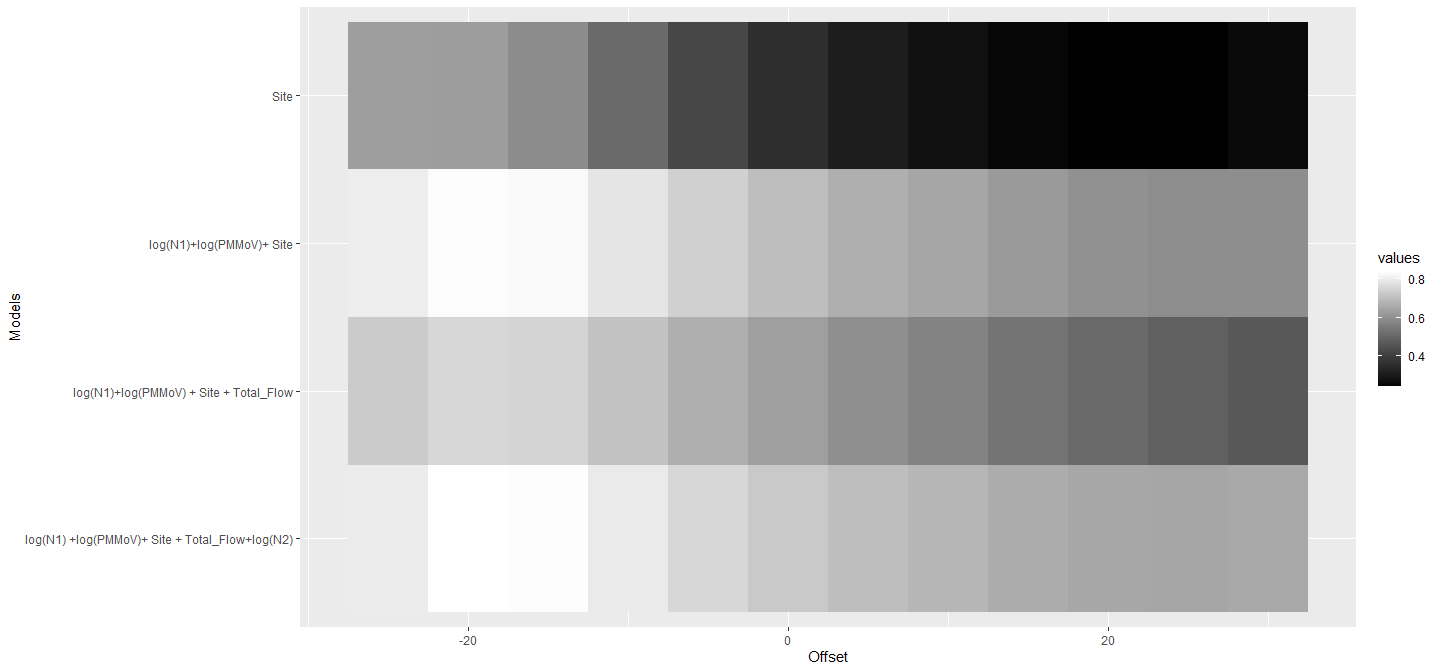 Site
log(N1)+log(PMMoV)+ Site
log(N1)+log(PMMoV) + Site + Total_Flow
log(N1) +log(PMMoV)+ Site + Total_Flow+log(N2)
Models
-20
0
20
Offset
values
0.8
0.6
0.4